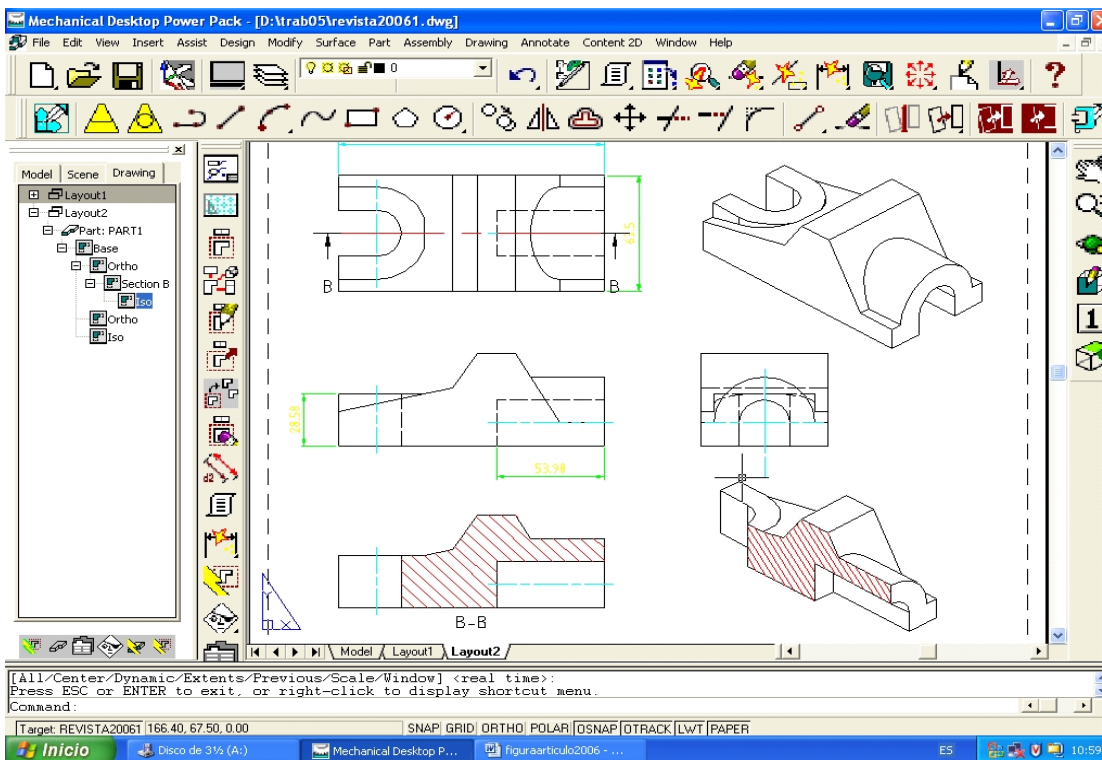 Mechanical Desktop Power Pack - [D:\trab05\revista20061.dwg]
File Edit View Insert Assist Design Modify Surface Part Assembly Drawing Annotate Content 2D Window Help
0
Model Scene Drawing
Layout1
Layout2
Part: PART1
Base
Ortho
Section B
Iso
Ortho
Iso
d2
1
B B
28.58
53.98
B-B
Model Layout1 Layout2
[All/Center/Dynamic/Extents/Previous/Scale/Window] <real time>:
Press ESC or ENTER to exit, or right-click to display shortcut menu.
Command:
Target: REVISTA20061 166.40, 67.50, 0.00 SNAP GRID ORTHO POLAR OSNAP OTRACK LWT PAPER
Inicio Disco de 3½ (A:) Mechanical Desktop P... figuraarticulo2006 - ... ES 10:59